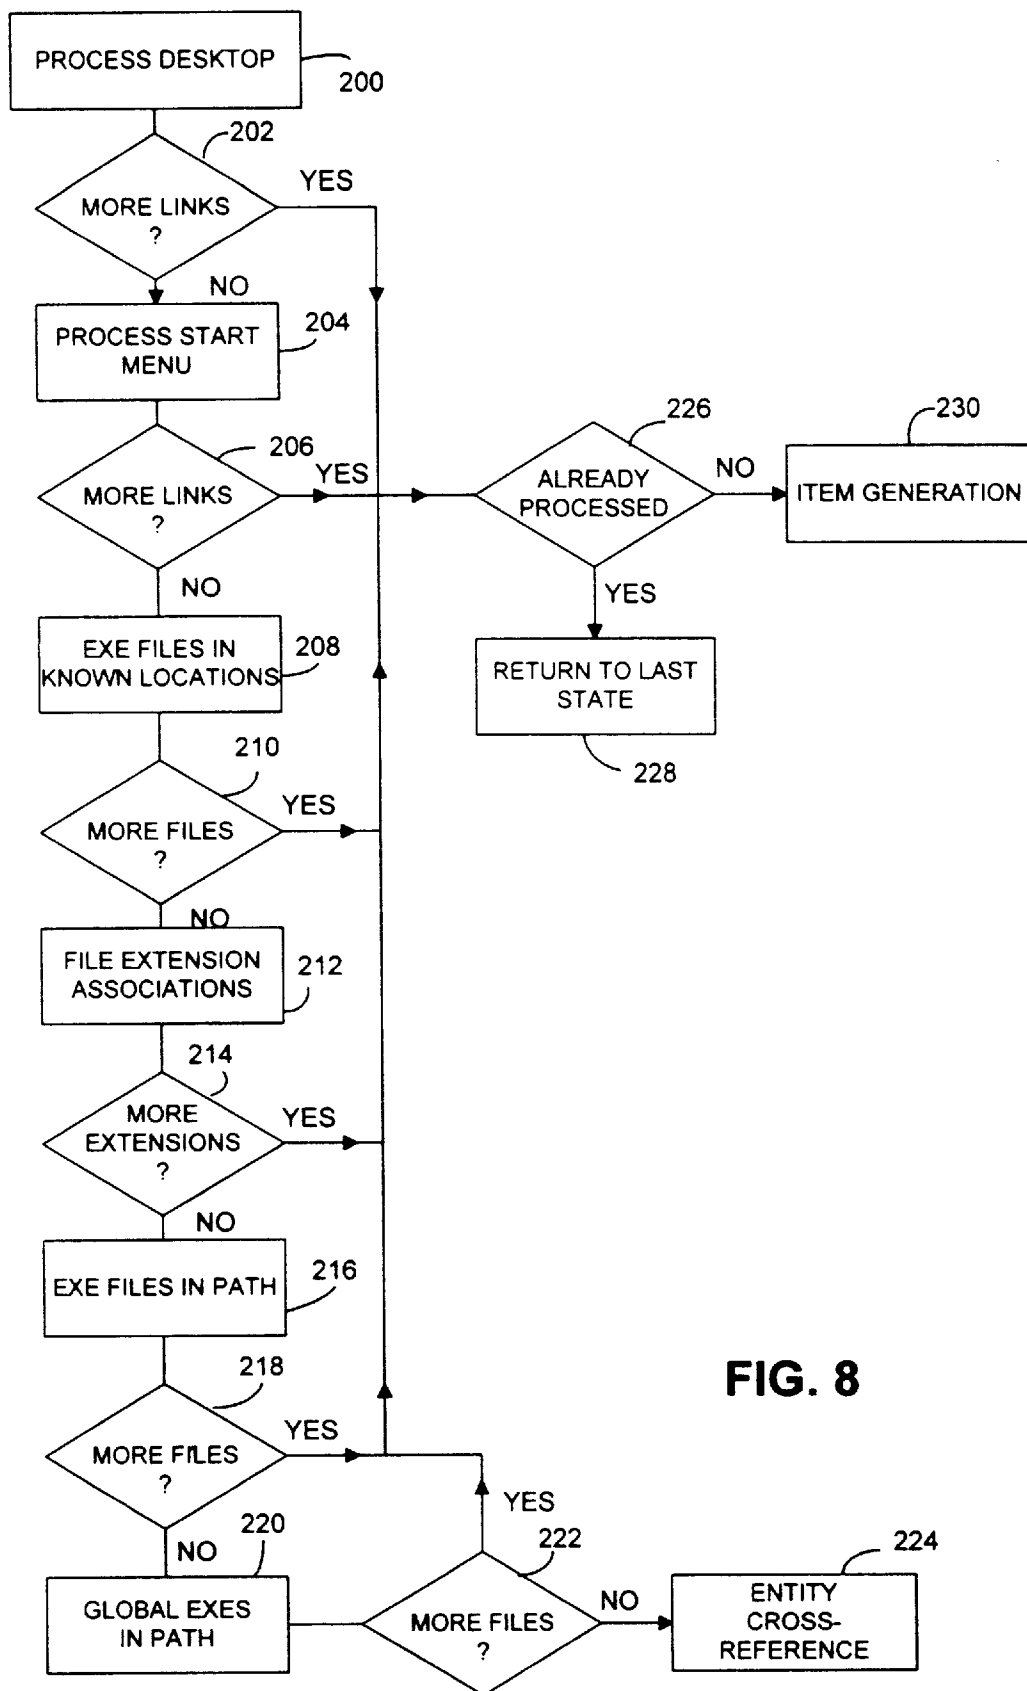 PROCESS DESKTOP
200
202
MORE LINKS
?
YES
NO
PROCESS START
MENU
204
206
MORE LINKS
?
YES
NO
226
ALREADY
PROCESSED
NO
230
ITEM GENERATION
YES
RETURN TO LAST
STATE
228
EXE FILES IN
KNOWN LOCATIONS
208
210
MORE FILES
?
YES
NO
FILE EXTENSION
ASSOCIATIONS
212
214
MORE
EXTENSIONS
?
YES
NO
EXE FILES IN PATH
216
218
MORE FILES
?
YES
NO
FIG. 8
220
GLOBAL EXES
IN PATH
YES
222
MORE FILES
?
NO
224
ENTITY
CROSS-
REFERENCE